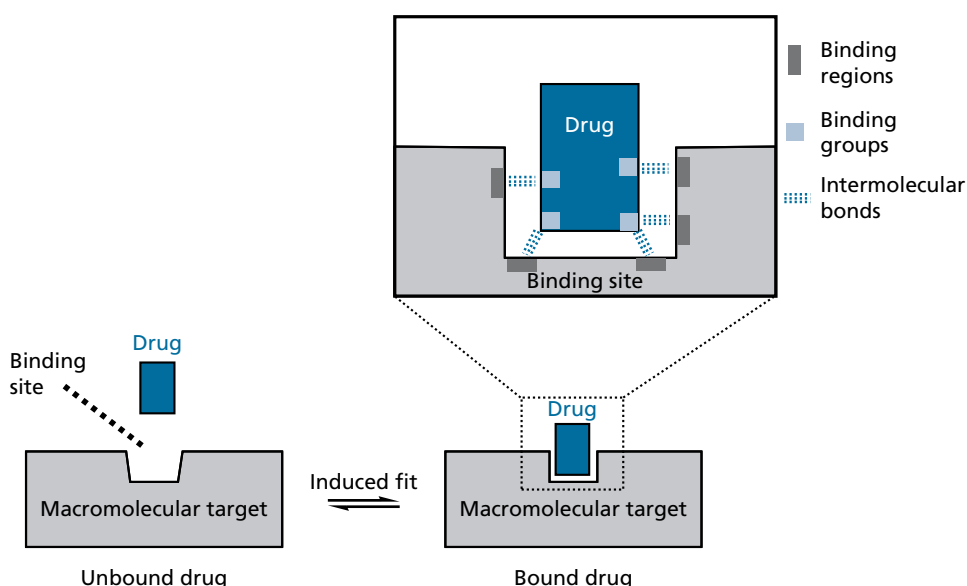 Drug
Binding
regions
Binding
groups
Intermolecular
bonds
Binding site
Drug
Binding
site
Macromolecular target
Unbound drug
Induced fit
Drug
Macromolecular target
Bound drug